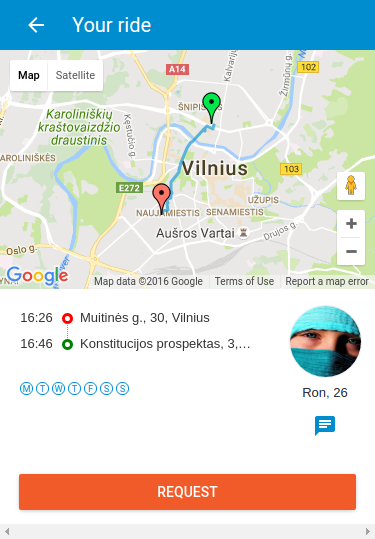 Your ride
Map
Satellite
A14
102
Kalvarijų
Žirmūnų g.
Karoliniškių
kraštovaizdžio
draustinis
Kęstučio g.
AROLINIŠKĖS
Vilnius
103
E272
UŽUPIS
NAUJAMIESTIS
SENAMIESTIS
Aušros Vartai
Drujos g.
Oslo g.
Google
Map data ©2016 Google
Terms of Use
Report a map error
16:26 Muitinės g., 30, Vilnius
16:46 Konstitucijos prospektas, 3,…
M T W T F S S
Ron, 26
REQUEST